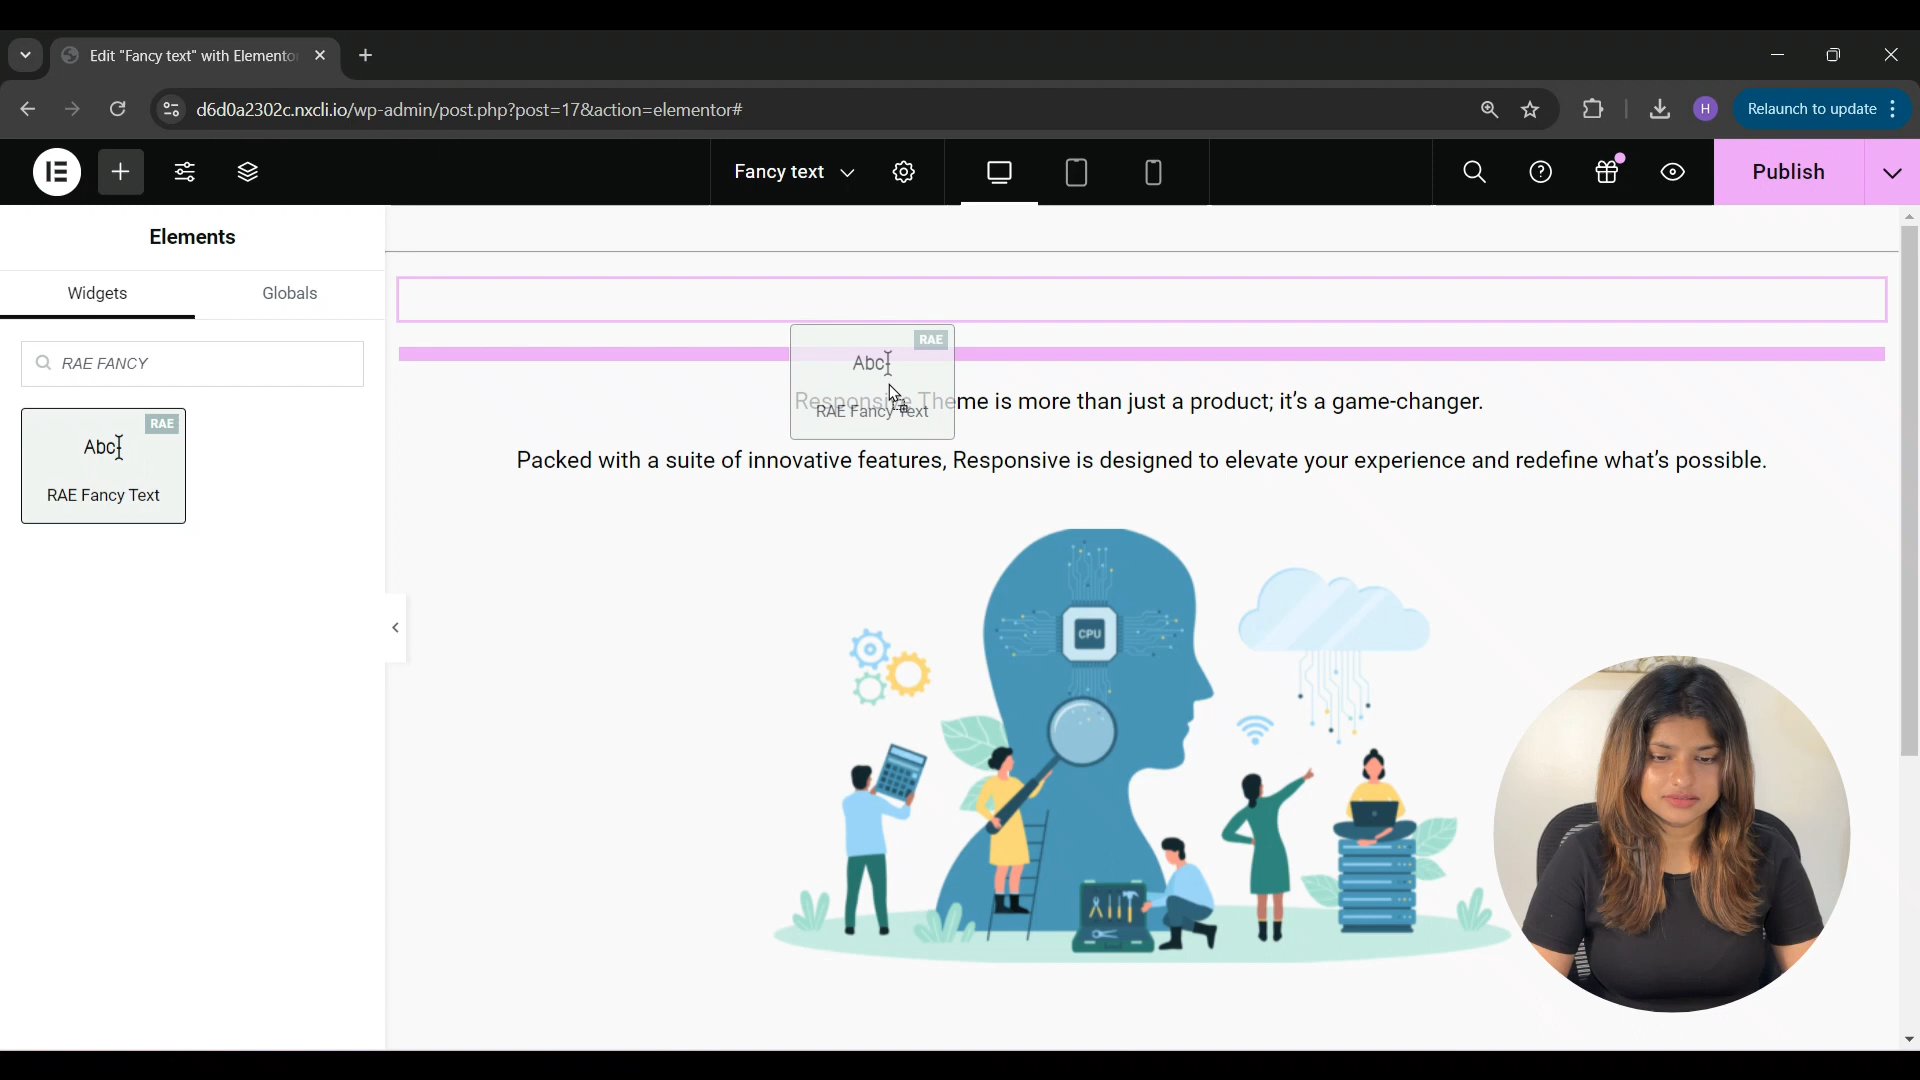 Edit "Fancy text" with Elemento
d6d0a2302c.nxcli.io/wp-admin/post.php?post=17&action=elementor#
H
Relaunch to update
Fancy text
Publish
Elements
Widgets
Globals
RAE FANCY
RAE
Abc
RAE Fancy Text
RAE
Abc
RAE Fancy Text
Responsive Theme is more than just a product; it's a game-changer.
Packed with a suite of innovative features, Responsive is designed to elevate your experience and redefine what's possible.
CPU